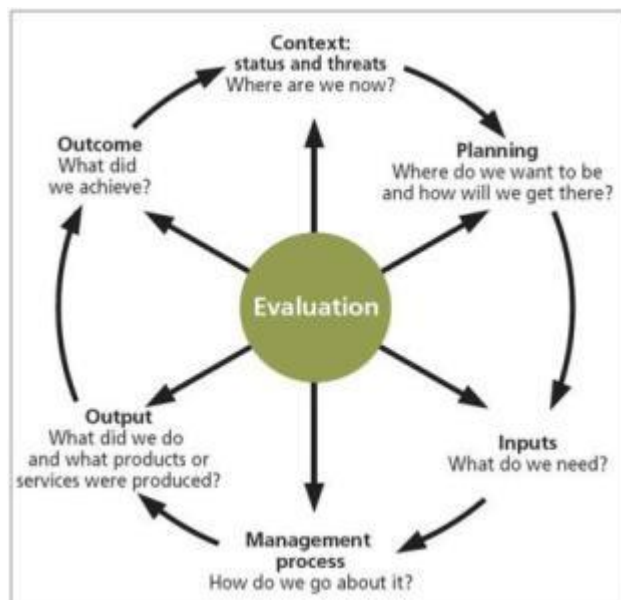 Context:
status and threats
Where are we now?
Planning
Where do we want to be
and how will we get there?
Inputs
What do we need?
Management
process
How do we go about it?
Output
What did we do
and what products or
services were produced?
Outcome
What did
we achieve?
Evaluation